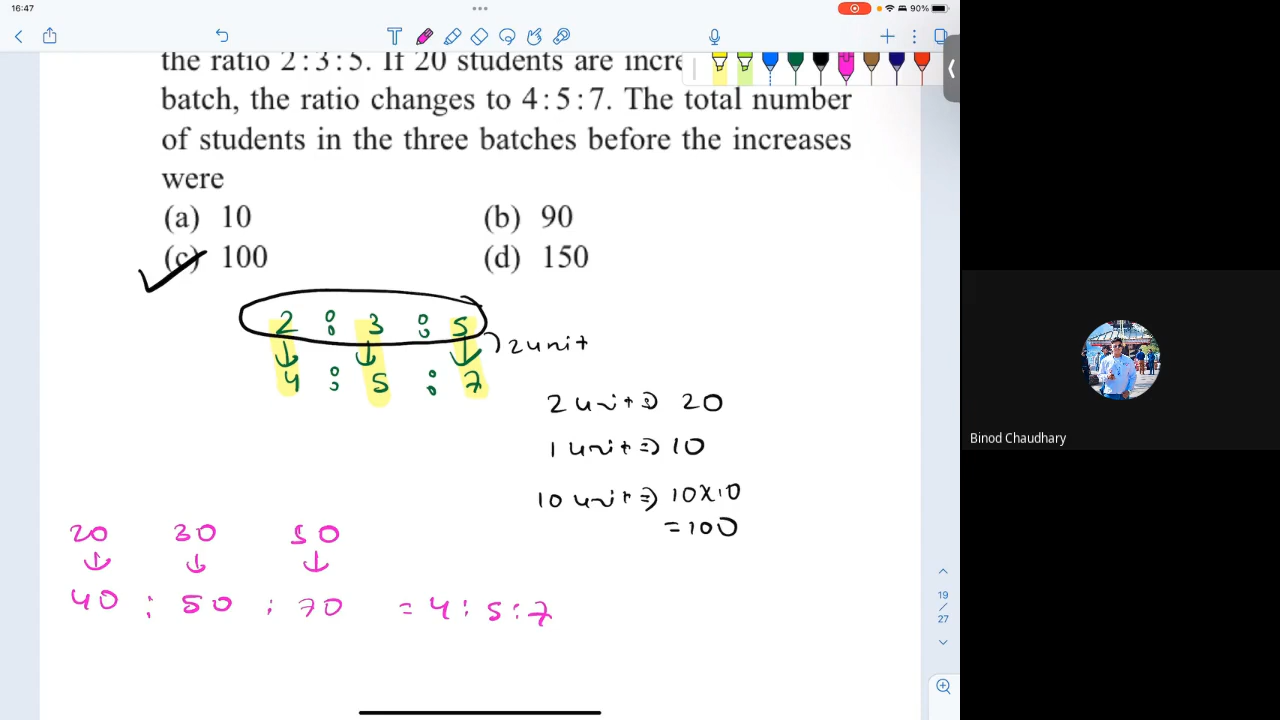 16:47
90%
the ratio 2 : 3 : 5. If 20 students are incre
batch, the ratio changes to 4 : 5 : 7. The total number
of students in the three batches before the increases
were
(a) 10 (b) 90
(c) 100 (d) 150
2 : 3 : 5
2 unit
4 : 5 : 7
2 unit ⇒ 20
1 unit ⇒ 10
10 unit ⇒ 10x10
= 100
20 30 50
40 : 50 : 70 = 4 : 5 : 7
19
/
27
Binod Chaudhary